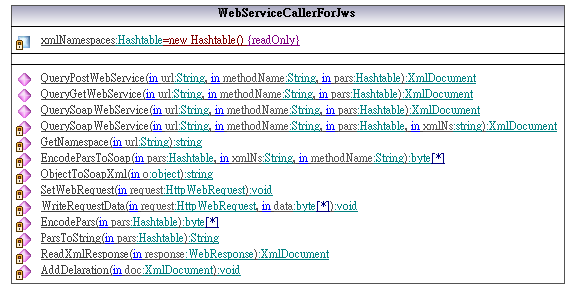 WebServiceCallerForJws
xmlNamespaces:Hashtable=new Hashtable() {readOnly}
QueryPostWebService(in url:String, in methodName:String, in pars:Hashtable):XmlDocument
QueryGetWebService(in url:String, in methodName:String, in pars:Hashtable):XmlDocument
QuerySoapWebService(in url:String, in methodName:String, in pars:Hashtable):XmlDocument
QuerySoapWebService(in url:String, in methodName:String, in pars:Hashtable, in xmlNs:string):XmlDocument
GetNamespace(in url:String):string
EncodeParsToSoap(in pars:Hashtable, in xmlNs:String, in methodName:String):byte[*]
ObjectToSoapXml(in o:object):string
SetWebRequest(in request:HttpWebRequest):void
WriteRequestData(in request:HttpWebRequest, in data:byte[*]):void
EncodePars(in pars:Hashtable):byte[*]
ParsToString(in pars:Hashtable):String
ReadXmlResponse(in response:WebResponse):XmlDocument
AddDelaration(in doc:XmlDocument):void